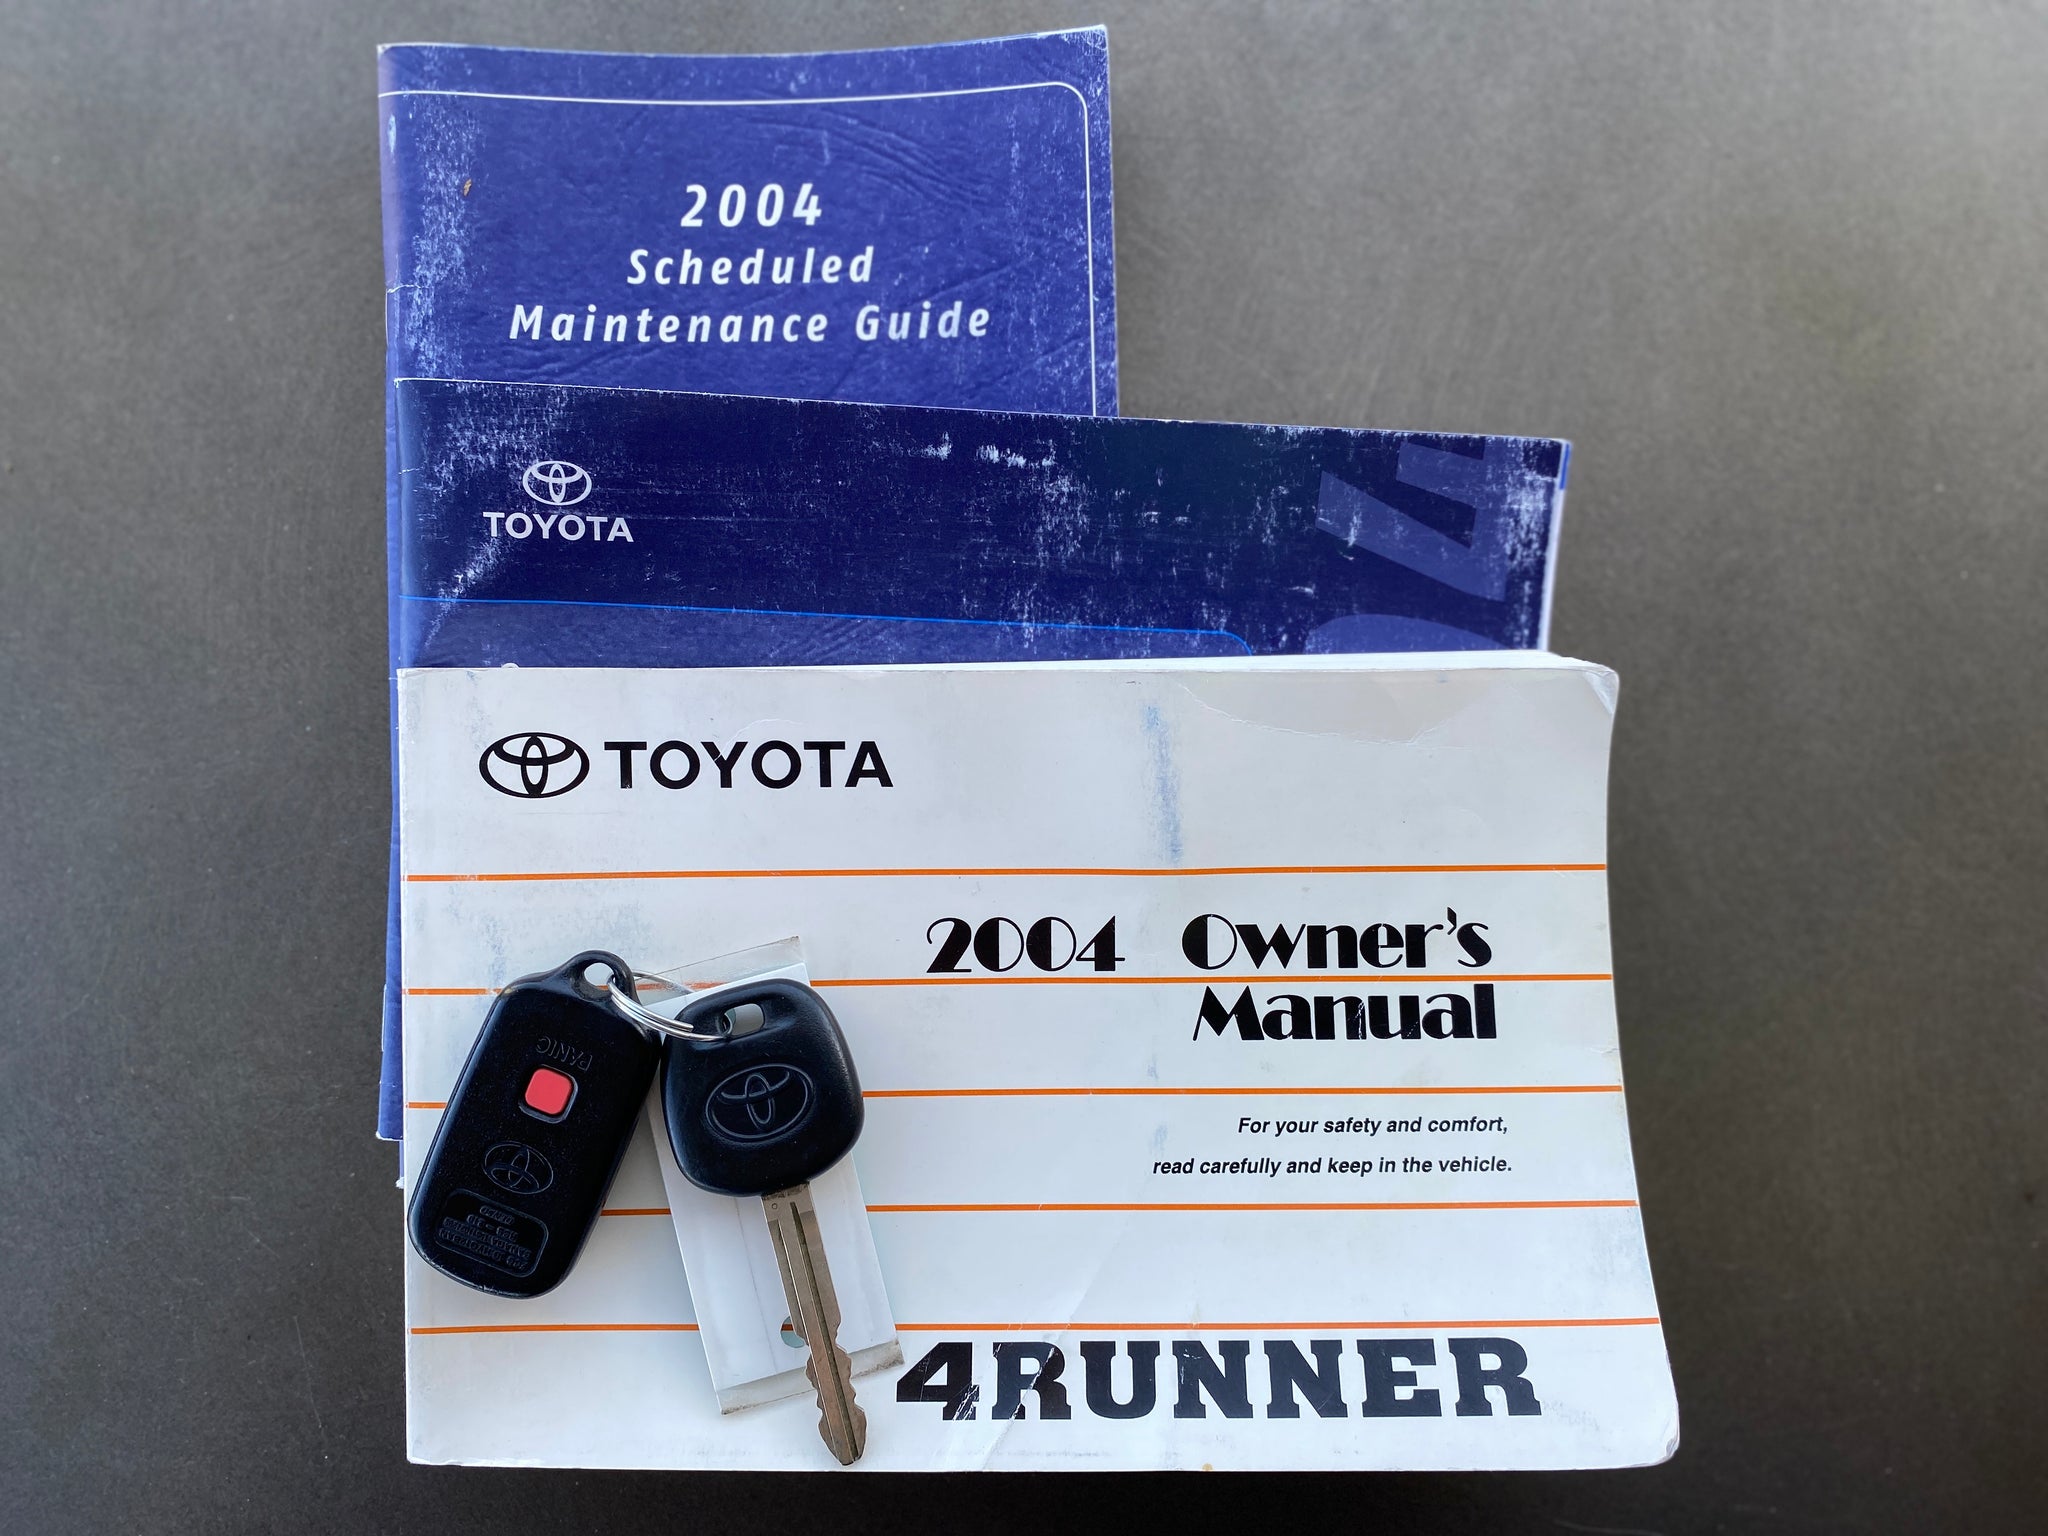 2004
Scheduled
Maintenance Guide
TOYOTA
TOYOTA
2004 Owner's
Manual
For your safety and comfort,
read carefully and keep in the vehicle.
4RUNNER
PANIC